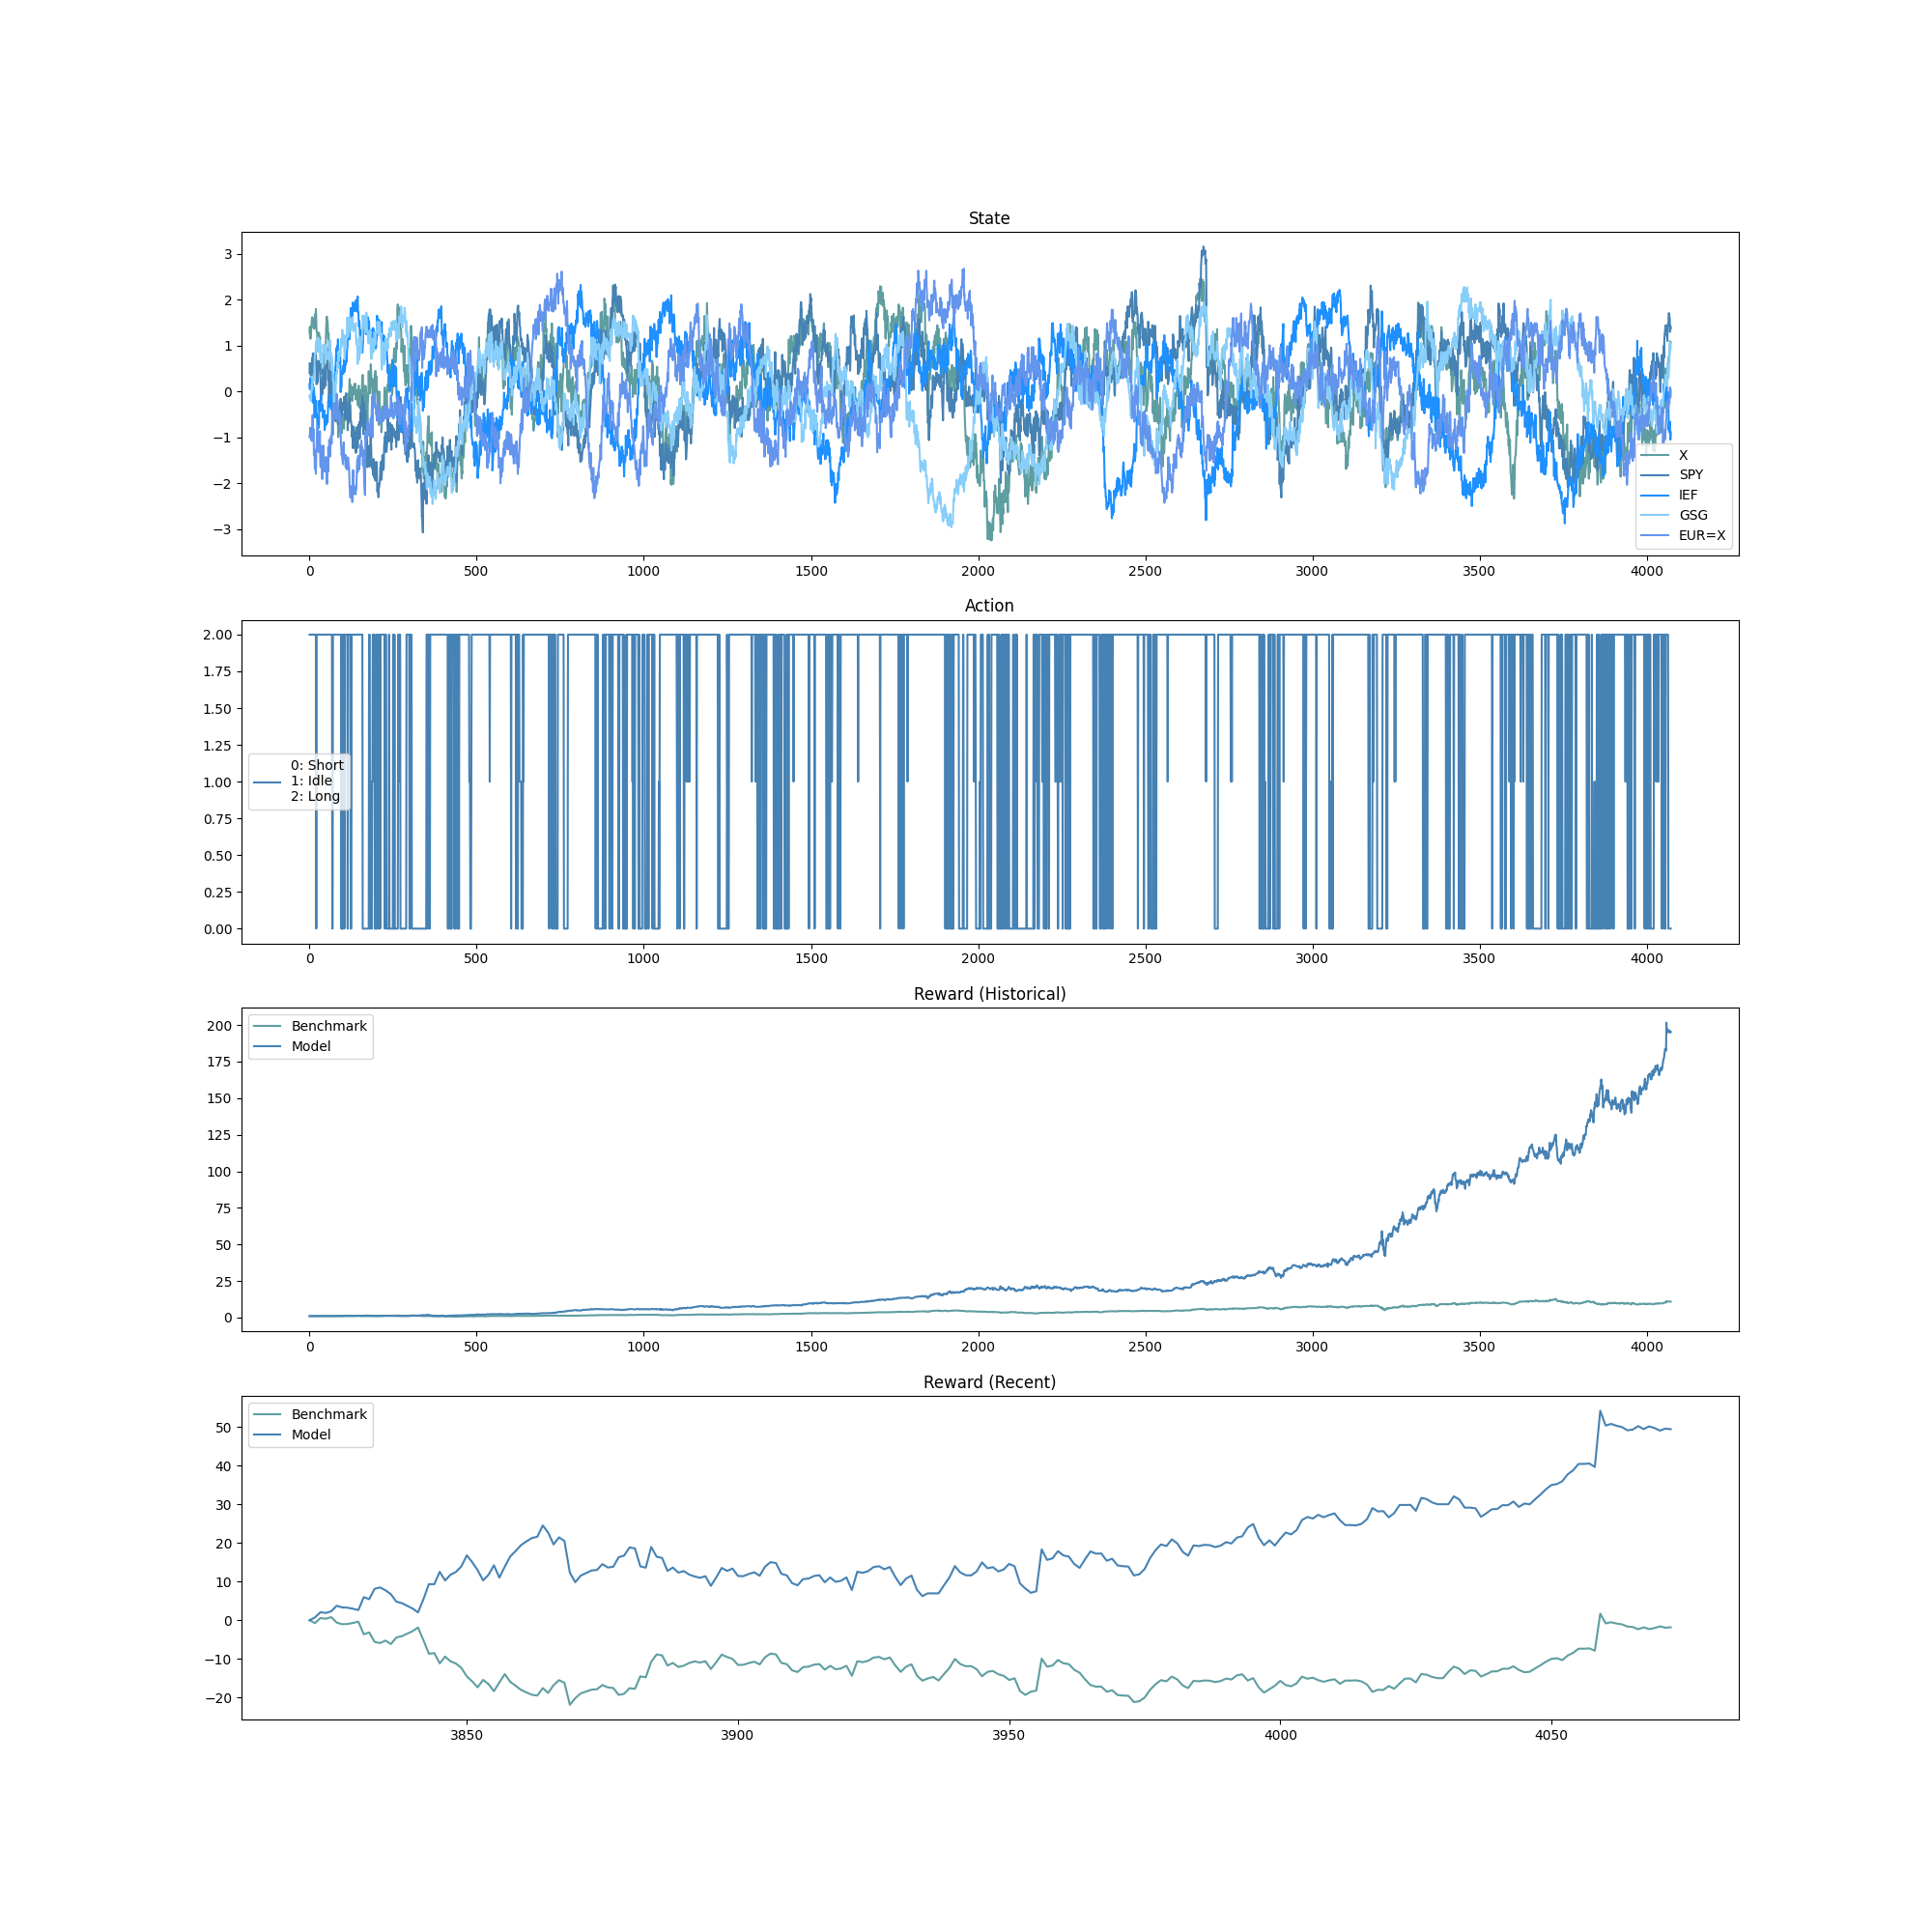 State
3
2
1
0
−1
−2
−3
X
SPY
IEF
GSG
EUR=X
0 500 1000 1500 2000 2500 3000 3500 4000
Action
2.00
1.75
1.50
1.25
1.00
0.75
0.50
0.25
0.00
0: Short
1: Idle
2: Long
0 500 1000 1500 2000 2500 3000 3500 4000
Reward (Historical)
Benchmark
Model
200
175
150
125
100
75
50
25
0
0 500 1000 1500 2000 2500 3000 3500 4000
Reward (Recent)
Benchmark
Model
50
40
30
20
10
0
−10
−20
3850 3900 3950 4000 4050